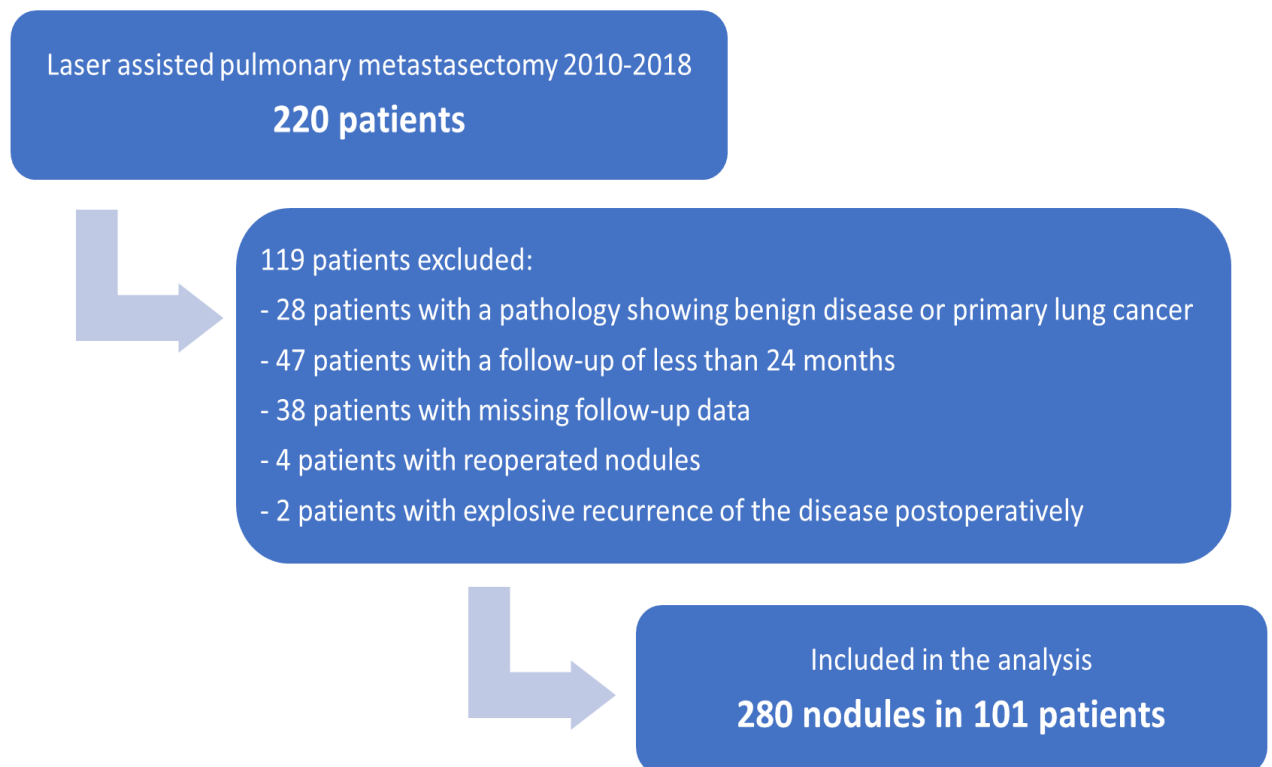 Laser assisted pulmonary metastasectomy 2010-2018
220 patients
119 patients excluded:
- 28 patients with a pathology showing benign disease or primary lung cancer
- 47 patients with a follow-up of less than 24 months
- 38 patients with missing follow-up data
- 4 patients with reoperated nodules
- 2 patients with explosive recurrence of the disease postoperatively
Included in the analysis
280 nodules in 101 patients